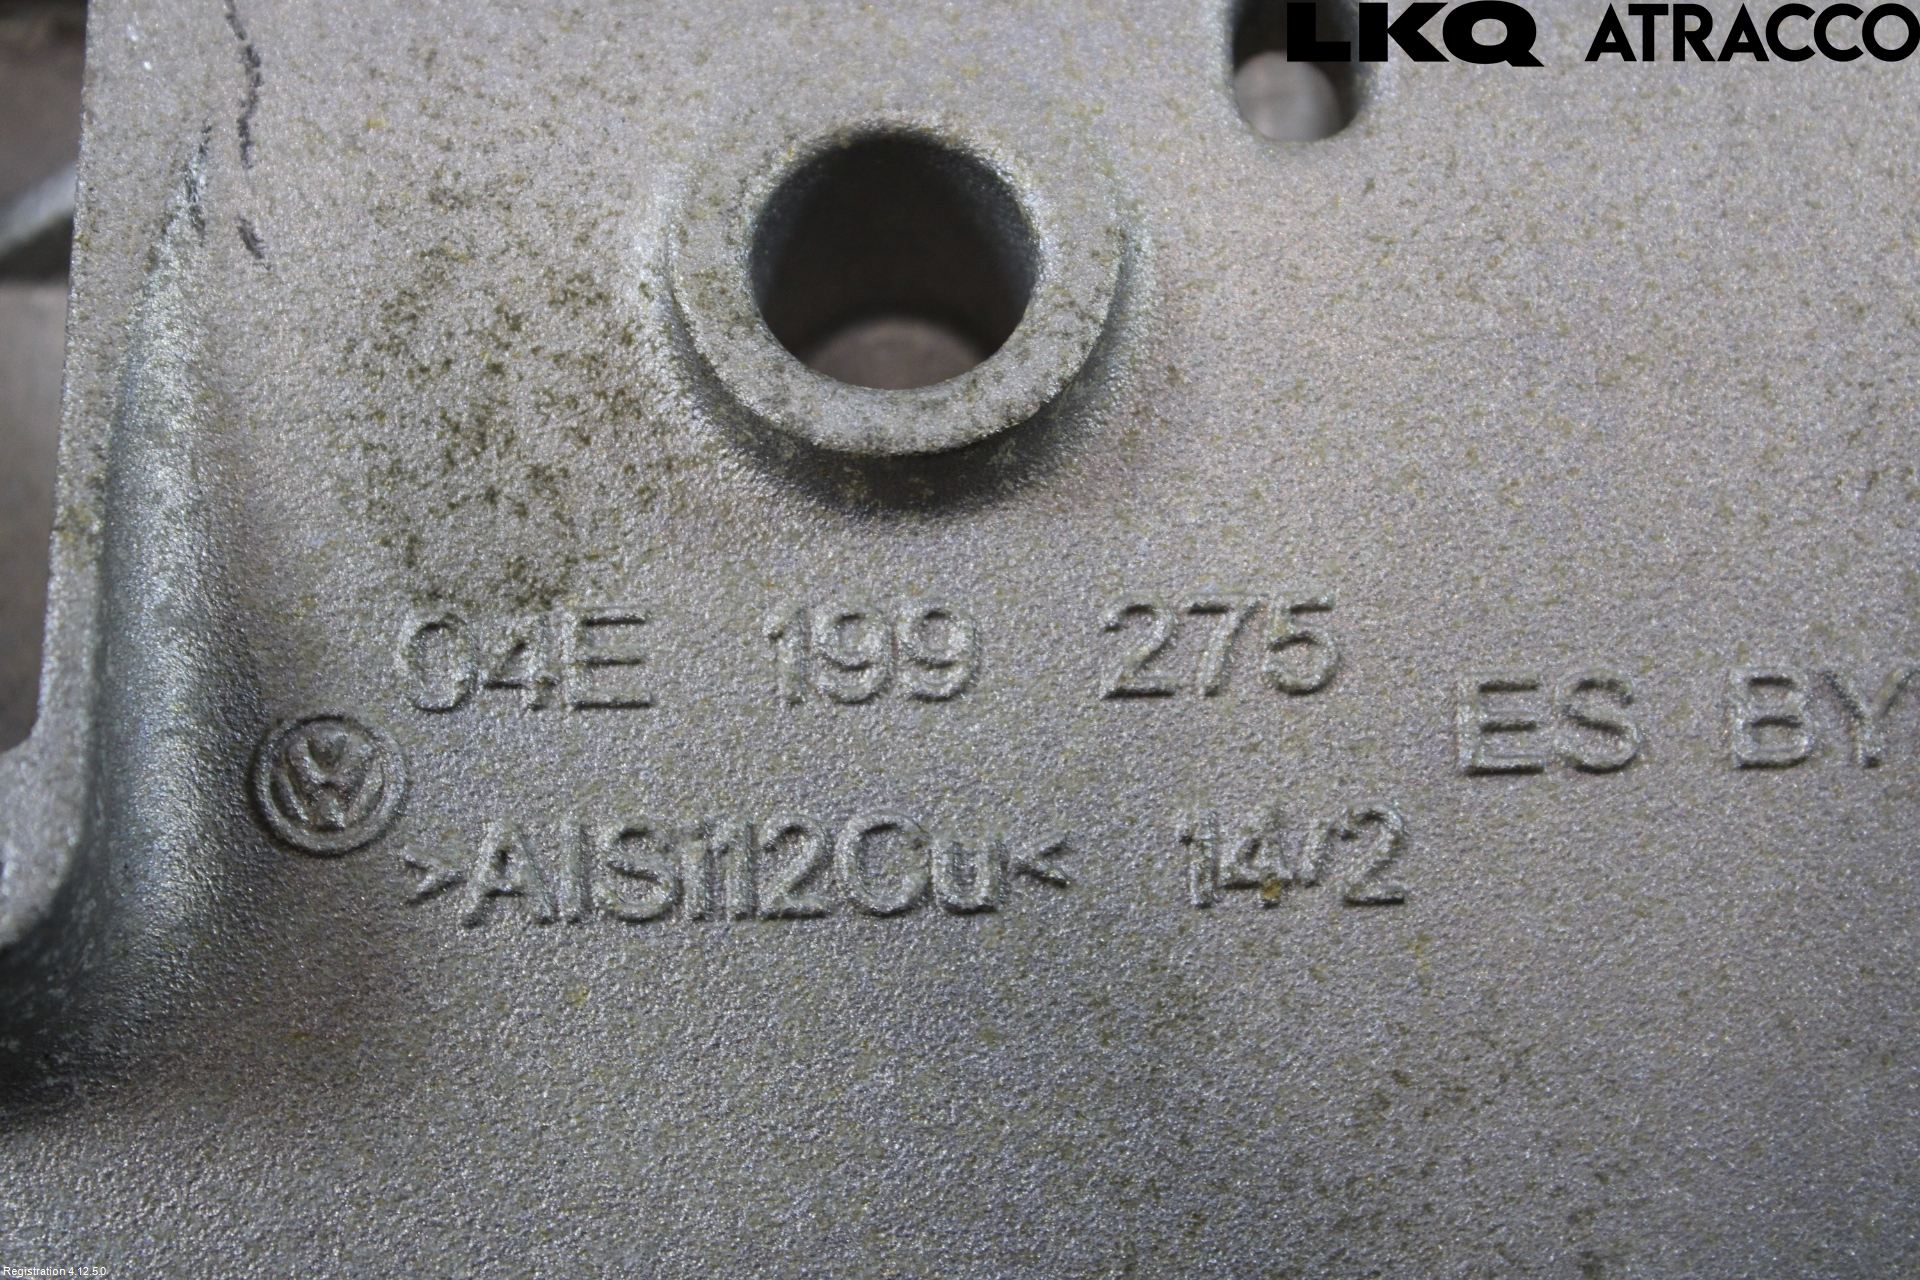 LKQ ATRACCO
04E 199 275
ES BY
>AlSi12Cu< 14/2
Registration 4.12.5.0